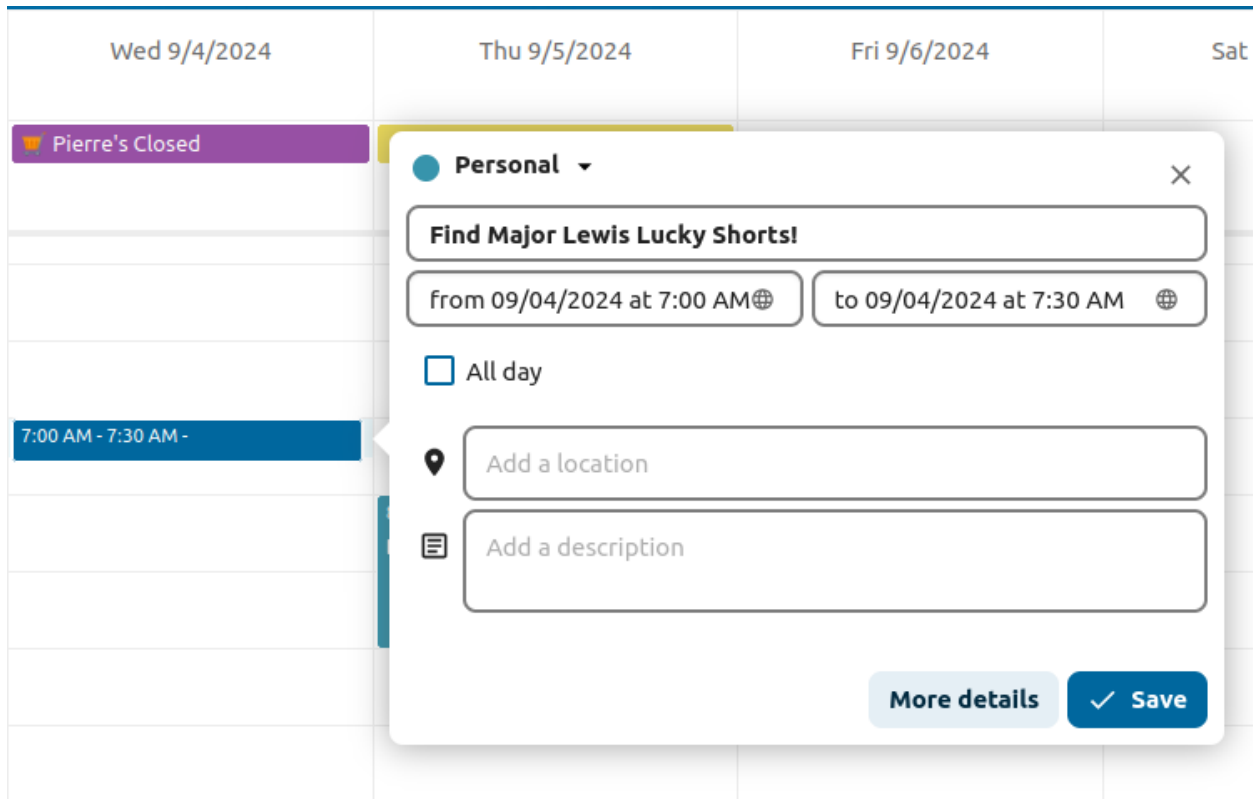 Wed 9/4/2024
Thu 9/5/2024
Fri 9/6/2024
Sat
Pierre's Closed
Personal
Find Major Lewis Lucky Shorts!
from 09/04/2024 at 7:00 AM
to 09/04/2024 at 7:30 AM
All day
7:00 AM - 7:30 AM -
Add a location
Add a description
More details
Save